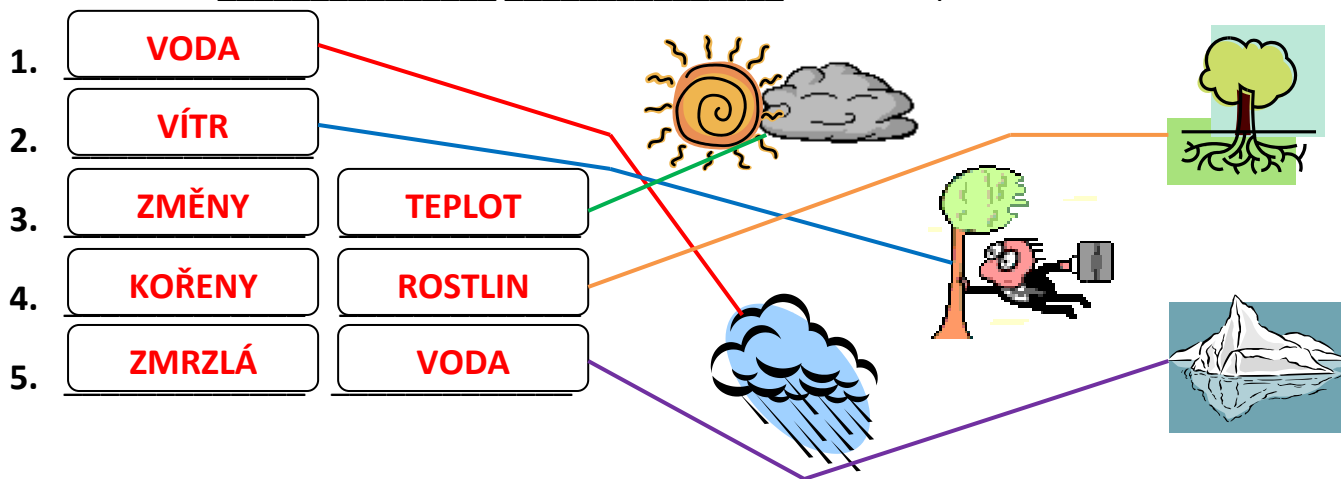 1. VODA
2. VÍTR
3. ZMĚNY TEPLOT
4. KOŘENY ROSTLIN
5. ZMRZLÁ VODA